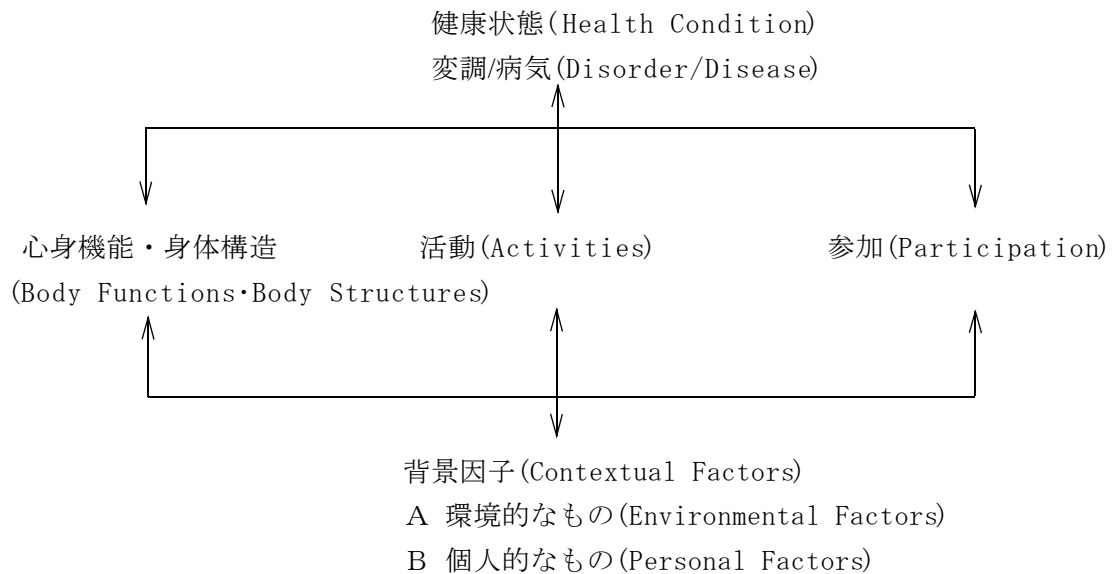 健康状態(Health Condition)
変調/病気(Disorder/Disease)
心身機能・身体構造
(Body Functions･Body Structures)
活動(Activities)
参加(Participation)
背景因子(Contextual Factors)
A 環境的なもの(Environmental Factors)
B 個人的なもの(Personal Factors)